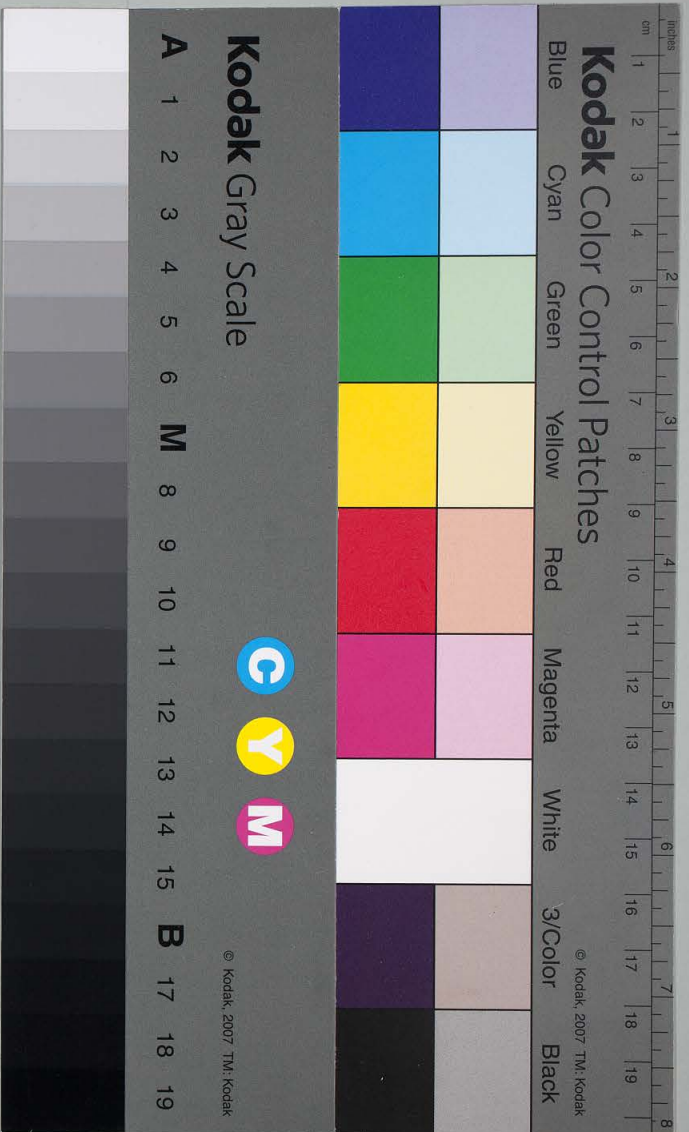 inches
1 2 3 4 5 6 7 8
cm
1 2 3 4 5 6 7 8 9 10 11 12 13 14 15 16 17 18 19
Kodak Color Control Patches
© Kodak, 2007 TM: Kodak
Blue Cyan Green Yellow Red Magenta White 3/Color Black
Kodak Gray Scale
C Y M
© Kodak, 2007 TM: Kodak
A 1 2 3 4 5 6 M 8 9 10 11 12 13 14 15 B 17 18 19